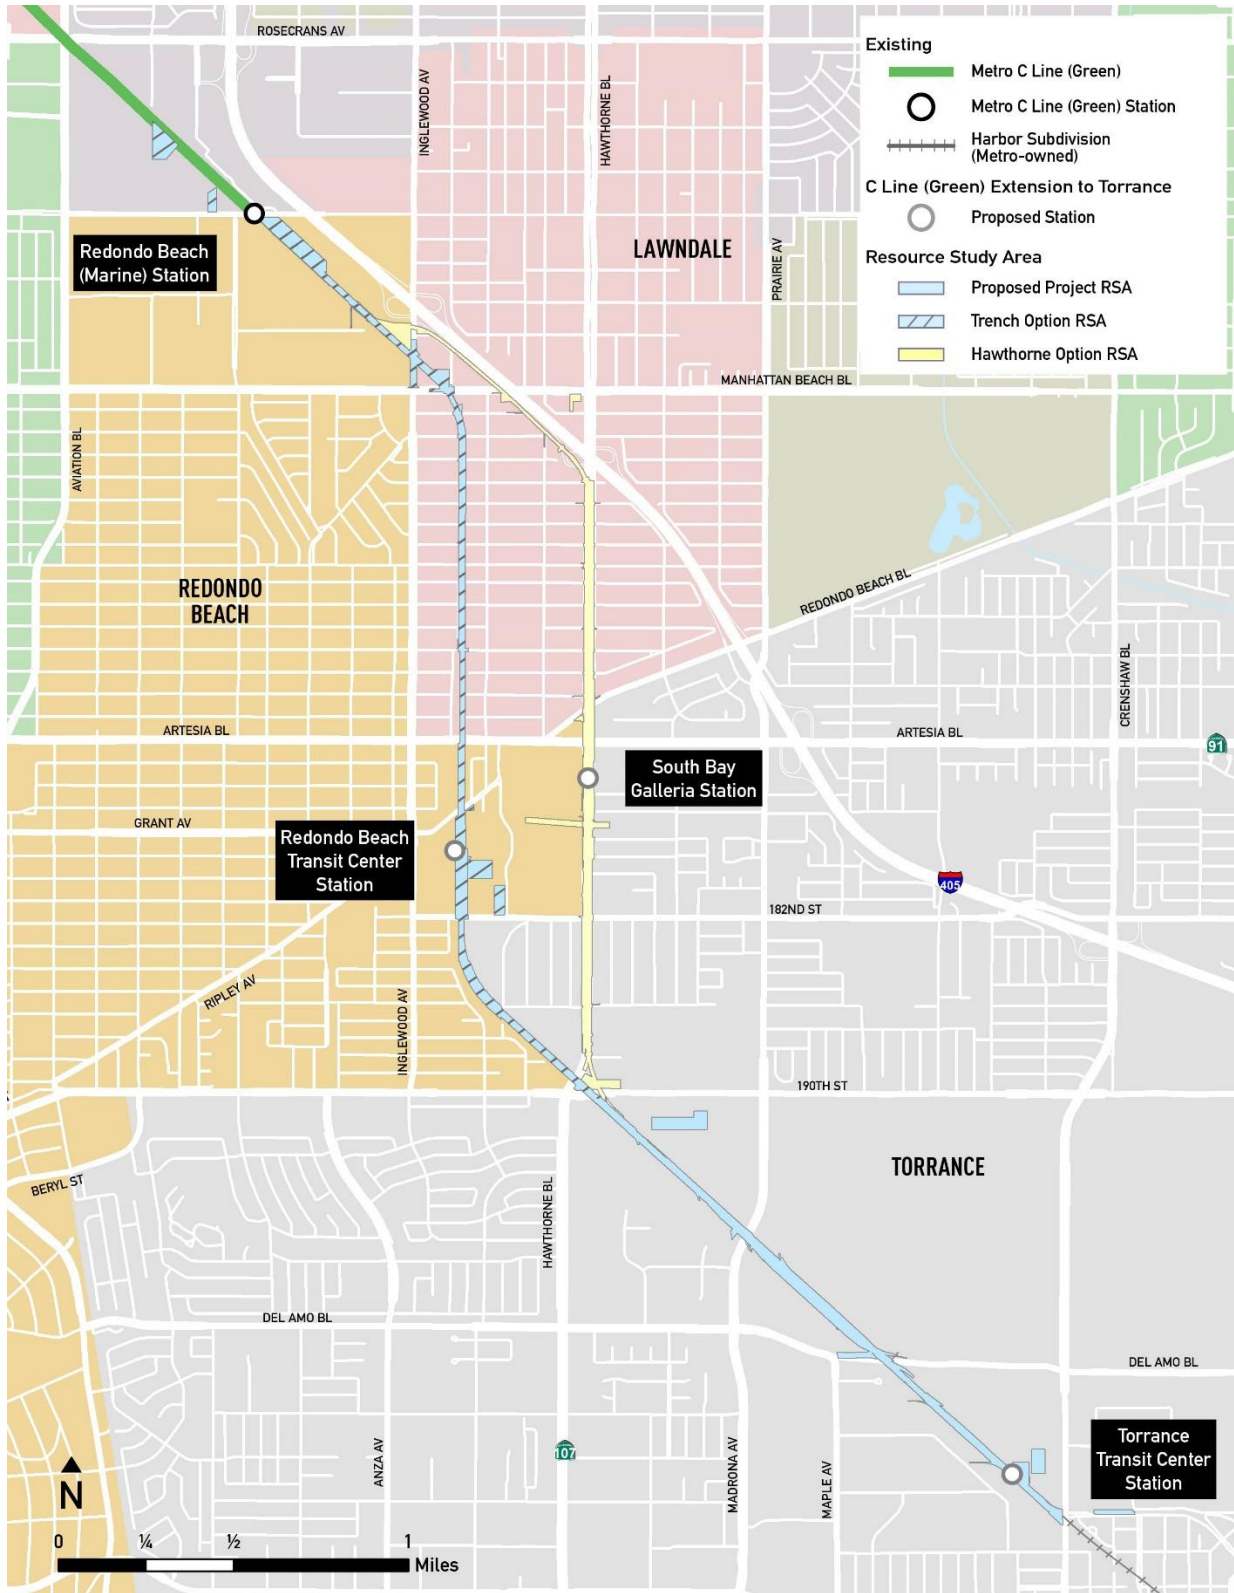 ROSECRANS AV
INGLEWOOD AV
HAWTHORNE BL
Existing
Metro C Line (Green)
Metro C Line (Green) Station
Harbor Subdivision
(Metro-owned)
C Line (Green) Extension to Torrance
Proposed Station
Resource Study Area
Proposed Project RSA
Trench Option RSA
Hawthorne Option RSA
Redondo Beach
(Marine) Station
LAWNDALE
PRAIRIE AV
MANHATTAN BEACH BL
AVIATION BL
REDONDO
BEACH
REDONDO BEACH BL
CRENSHAW BL
ARTESIA BL
ARTESIA BL
91
South Bay
Galleria Station
GRANT AV
Redondo Beach
Transit Center
Station
405
182ND ST
RIPLEY AV
INGLEWOOD AV
190TH ST
BERYL ST
TORRANCE
HAWTHORNE BL
DEL AMO BL
DEL AMO BL
ANZA AV
107
MADRONA AV
MAPLE AV
Torrance
Transit Center
Station
N
0 ¼ ½ 1
Miles